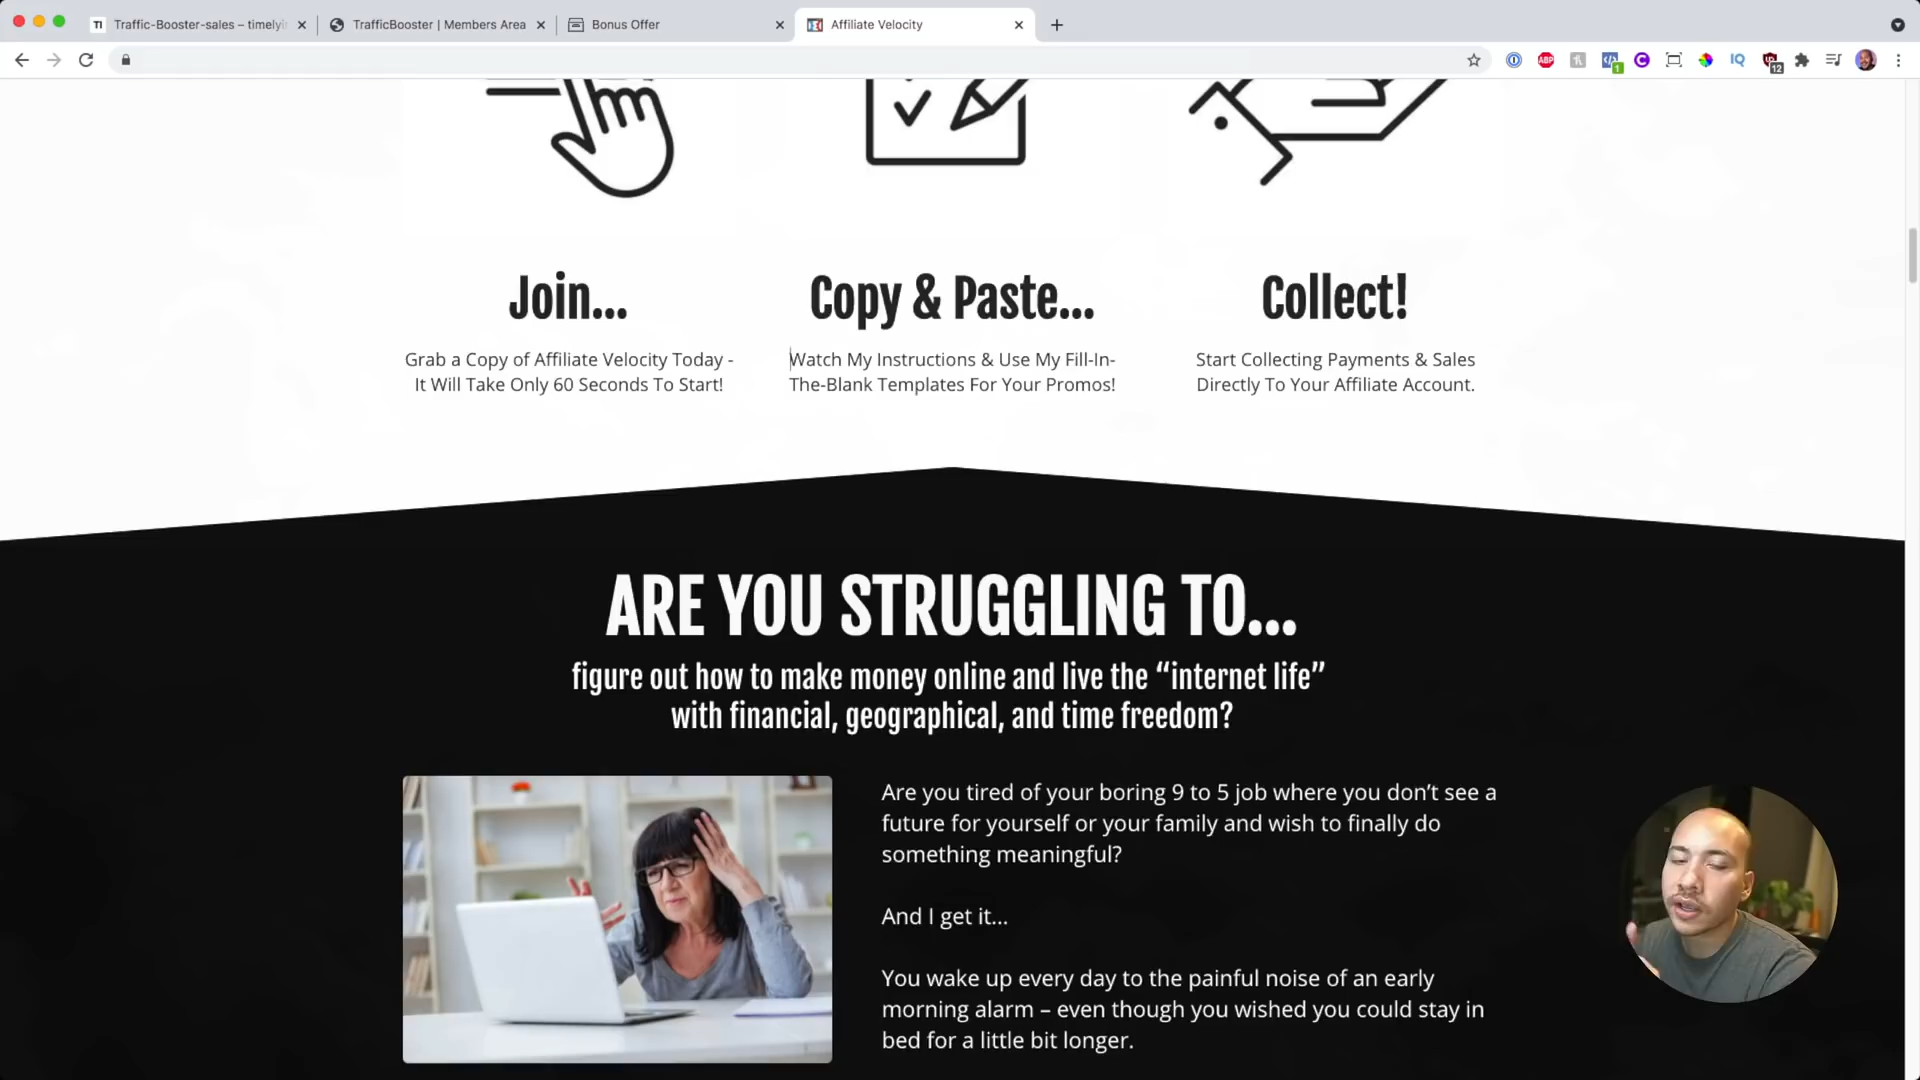 Traffic-Booster-sales – timelyi
TrafficBooster | Members Area
Bonus Offer
Affiliate Velocity
ABP
1
C
IQ
12
Join...
Copy & Paste...
Collect!
Grab a Copy of Affiliate Velocity Today -
It Will Take Only 60 Seconds To Start!
Watch My Instructions & Use My Fill-In-
The-Blank Templates For Your Promos!
Start Collecting Payments & Sales
Directly To Your Affiliate Account.
ARE YOU STRUGGLING TO...
figure out how to make money online and live the “internet life”
with financial, geographical, and time freedom?
Are you tired of your boring 9 to 5 job where you don’t see a
future for yourself or your family and wish to finally do
something meaningful?
And I get it...
You wake up every day to the painful noise of an early
morning alarm – even though you wished you could stay in
bed for a little bit longer.